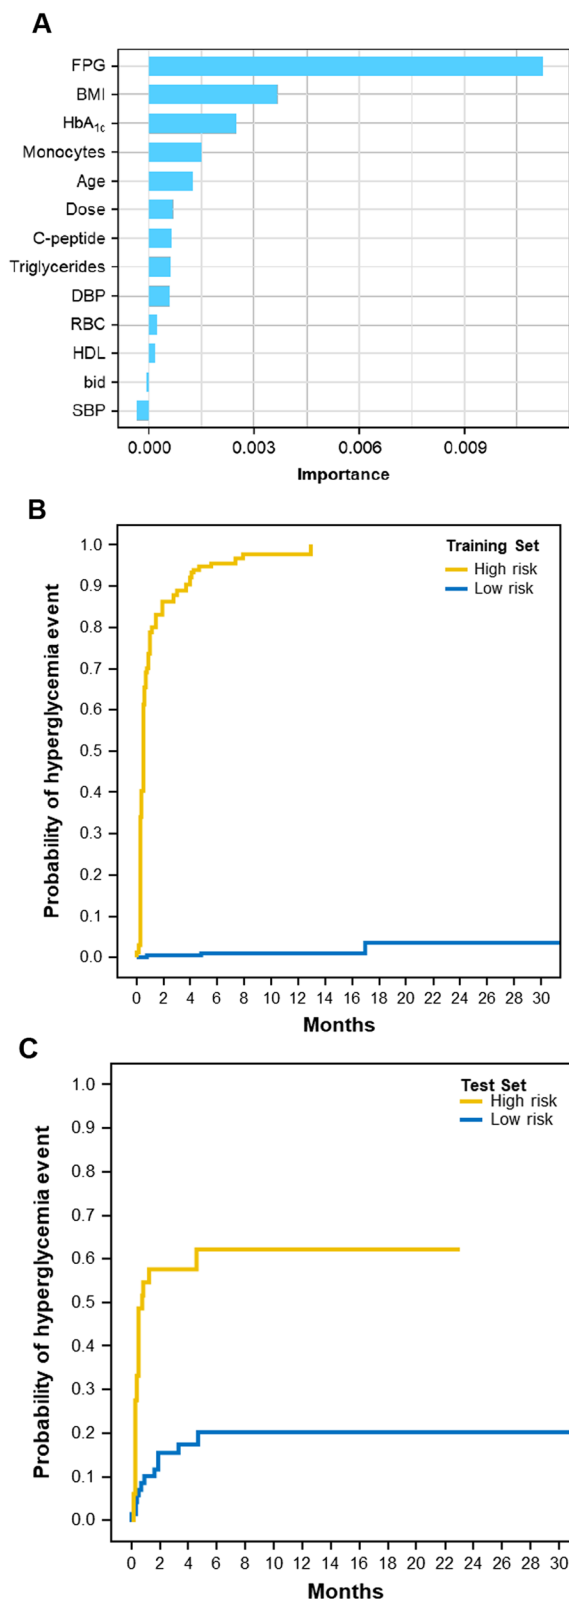 A
FPG
BMI
HbA1c
Monocytes
Age
Dose
C-peptide
Triglycerides
DBP
RBC
HDL
bid
SBP
0.000 0.003 0.006 0.009
Importance
B
Probability of hyperglycemia event
1.0
0.9
0.8
0.7
0.6
0.5
0.4
0.3
0.2
0.1
0.0
Training Set
High risk
Low risk
0 2 4 6 8 10 12 14 16 18 20 22 24 26 28 30
Months
C
Probability of hyperglycemia event
1.0
0.9
0.8
0.7
0.6
0.5
0.4
0.3
0.2
0.1
0.0
Test Set
High risk
Low risk
0 2 4 6 8 10 12 14 16 18 20 22 24 26 28 30
Months